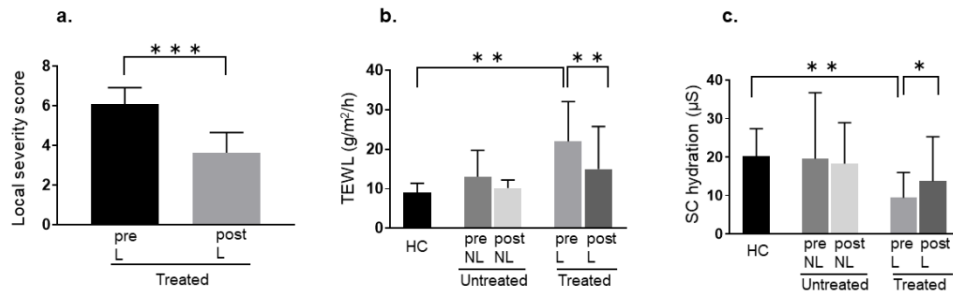 a.
* * *
Local severity score
8
6
4
2
0
pre
L
post
L
Treated
b.
* *
* *
TEWL (g/m²/h)
40
30
20
10
0
HC
pre
NL
post
NL
Untreated
pre
L
post
L
Treated
c.
* *
*
SC hydration (µS)
40
30
20
10
0
HC
pre
NL
post
NL
Untreated
pre
L
post
L
Treated